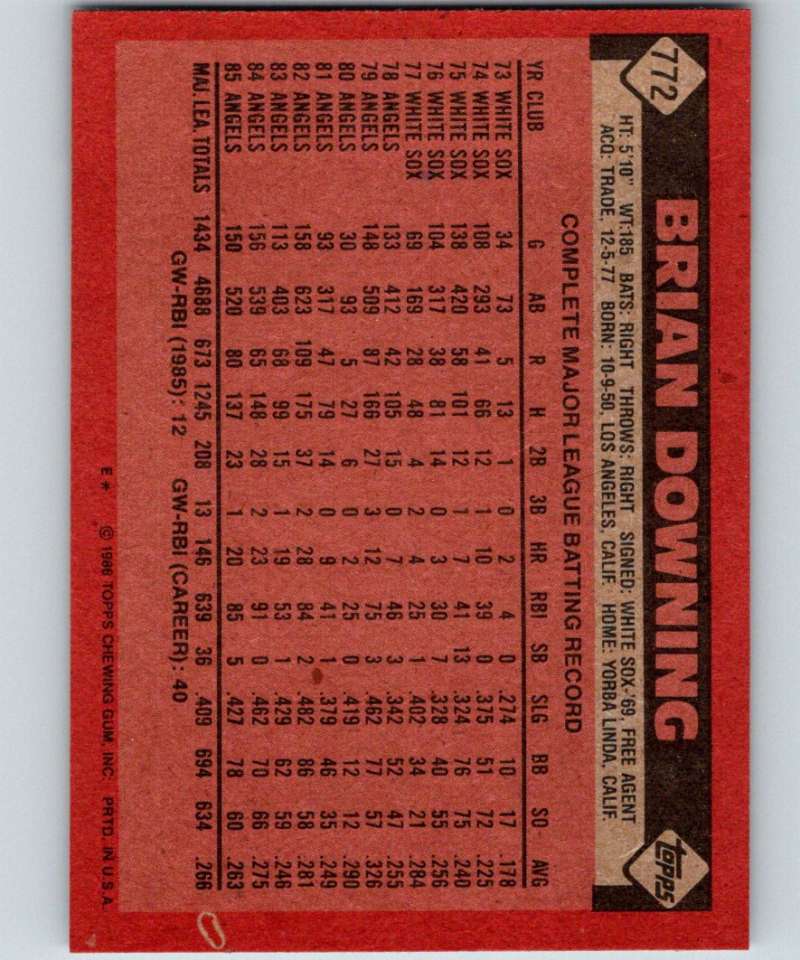 772
BRIAN DOWNING
topps
HT: 5'10" WT: 185 BATS: RIGHT THROWS: RIGHT SIGNED: WHITE SOX-'69, FREE AGENT
ACQ: TRADE, 12-5-77 BORN: 10-9-50, LOS ANGELES, CALIF. HOME: YORBA LINDA, CALIF.
COMPLETE MAJOR LEAGUE BATTING RECORD
YR CLUB G AB R H 2B 3B HR RBI SB SLG BB SO AVG
73 WHITE SOX 34 73 5 13 1 0 2 4 0 .274 10 17 .178
74 WHITE SOX 108 293 41 66 12 1 10 39 0 .375 51 72 .225
75 WHITE SOX 138 420 58 101 12 1 7 41 13 .324 76 75 .240
76 WHITE SOX 104 317 38 81 14 0 3 30 7 .328 40 55 .256
77 WHITE SOX 69 169 28 48 4 2 4 25 1 .402 34 21 .284
78 ANGELS 133 412 42 105 15 0 7 46 3 .342 52 47 .255
79 ANGELS 148 509 87 166 27 3 12 75 3 .462 77 57 .326
80 ANGELS 30 93 5 27 6 0 2 25 0 .419 12 12 .290
81 ANGELS 93 317 47 79 14 0 9 41 1 .379 46 35 .249
82 ANGELS 158 623 109 175 37 2 28 84 2 .482 86 58 .281
83 ANGELS 113 403 68 99 15 1 19 53 1 .429 62 59 .246
84 ANGELS 156 539 65 148 28 2 23 91 0 .462 70 66 .275
85 ANGELS 150 520 80 137 23 1 20 85 5 .427 78 60 .263
MAJ. LEA. TOTALS 1434 4688 673 1245 208 13 146 639 36 .409 694 634 .266
GW-RBI (1985): 12 GW-RBI (CAREER): 40
E* © 1986 TOPPS CHEWING GUM, INC. PRTD. IN U.S.A.